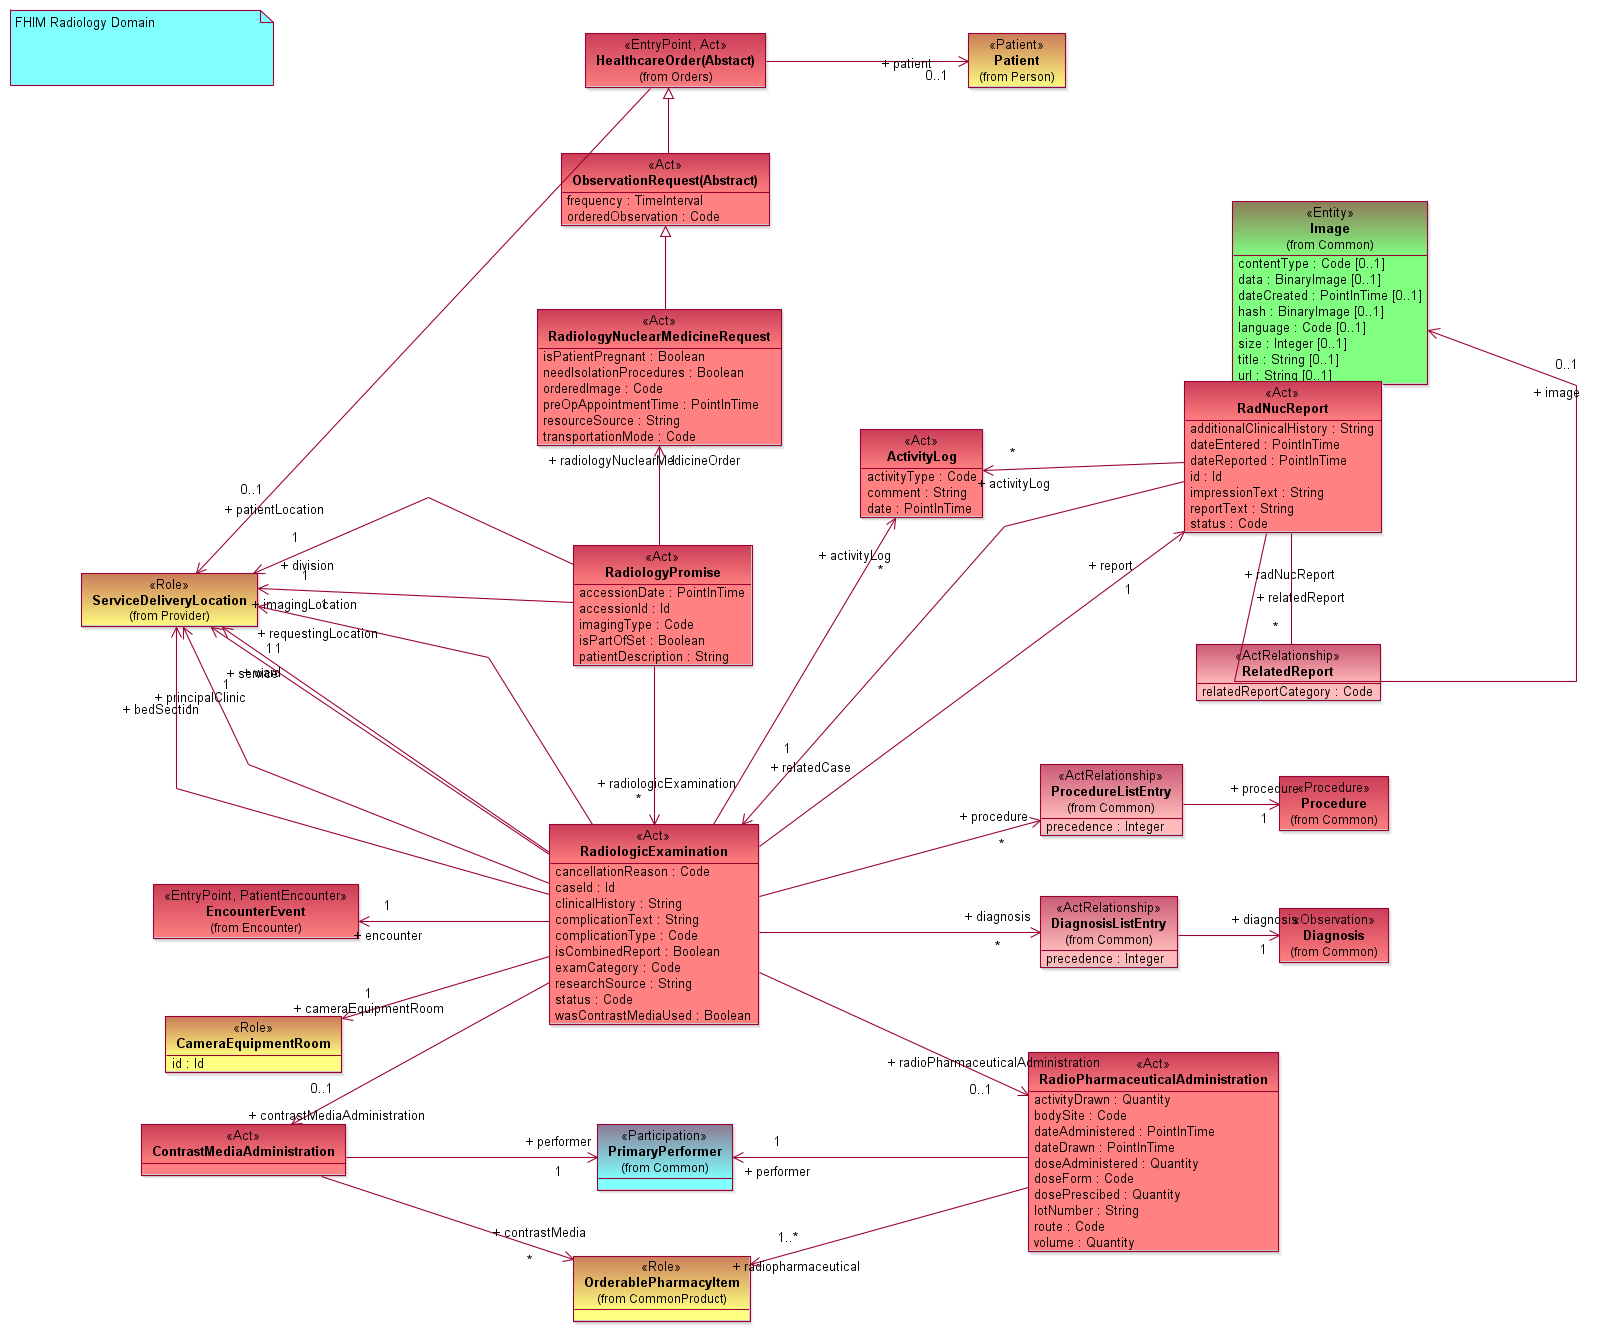 FHIM Radiology Domain
«EntryPoint, Act»
HealthcareOrder(Abstact)
(from Orders)
+ patient
0..1
«Patient»
Patient
(from Person)
«Act»
ObservationRequest(Abstract)
frequency : TimeInterval
orderedObservation : Code
«Entity»
Image
(from Common)
contentType : Code [0..1]
data : BinaryImage [0..1]
dateCreated : PointInTime [0..1]
hash : BinaryImage [0..1]
language : Code [0..1]
size : Integer [0..1]
title : String [0..1]
url : String [0..1]
0..1
+ image
«Act»
RadiologyNuclearMedicineRequest
isPatientPregnant : Boolean
needIsolationProcedures : Boolean
orderedImage : Code
preOpAppointmentTime : PointInTime
resourceSource : String
transportationMode : Code
+ radiologyNuclearMedicineOrder
1
«Act»
RadNucReport
additionalClinicalHistory : String
dateEntered : PointInTime
dateReported : PointInTime
id : Id
impressionText : String
reportText : String
status : Code
«Act»
ActivityLog
activityType : Code
comment : String
date : PointInTime
*
+ activityLog
0..1
+ patientLocation
1
+ division
1
+ imagingLocation
1
+ requestingLocation
1
1
+ service
+ ward
1
+ principalClinic
1
+ bedSection
«Role»
ServiceDeliveryLocation
(from Provider)
«Act»
RadiologyPromise
accessionDate : PointInTime
accessionId : Id
imagingType : Code
isPartOfSet : Boolean
patientDescription : String
+ activityLog
*
+ report
1
+ radNucReport
+ relatedReport
*
«ActRelationship»
RelatedReport
relatedReportCategory : Code
1
+ relatedCase
+ radiologicExamination
*
«Act»
RadiologicExamination
cancellationReason : Code
caseId : Id
clinicalHistory : String
complicationText : String
complicationType : Code
isCombinedReport : Boolean
examCategory : Code
researchSource : String
status : Code
wasContrastMediaUsed : Boolean
+ procedure
*
«ActRelationship»
ProcedureListEntry
(from Common)
precedence : Integer
+ procedure
1
«Procedure»
Procedure
(from Common)
+ diagnosis
*
«ActRelationship»
DiagnosisListEntry
(from Common)
precedence : Integer
+ diagnosis
1
«Observation»
Diagnosis
(from Common)
«EntryPoint, PatientEncounter»
EncounterEvent
(from Encounter)
1
+ encounter
1
+ cameraEquipmentRoom
«Role»
CameraEquipmentRoom
id : Id
0..1
+ contrastMediaAdministration
«Act»
ContrastMediaAdministration
+ radioPharmaceuticalAdministration
0..1
«Act»
RadioPharmaceuticalAdministration
activityDrawn : Quantity
bodySite : Code
dateAdministered : PointInTime
dateDrawn : PointInTime
doseAdministered : Quantity
doseForm : Code
dosePrescibed : Quantity
lotNumber : String
route : Code
volume : Quantity
+ performer
1
«Participation»
PrimaryPerformer
(from Common)
1
+ performer
+ contrastMedia
*
1..*
+ radiopharmaceutical
«Role»
OrderablePharmacyItem
(from CommonProduct)